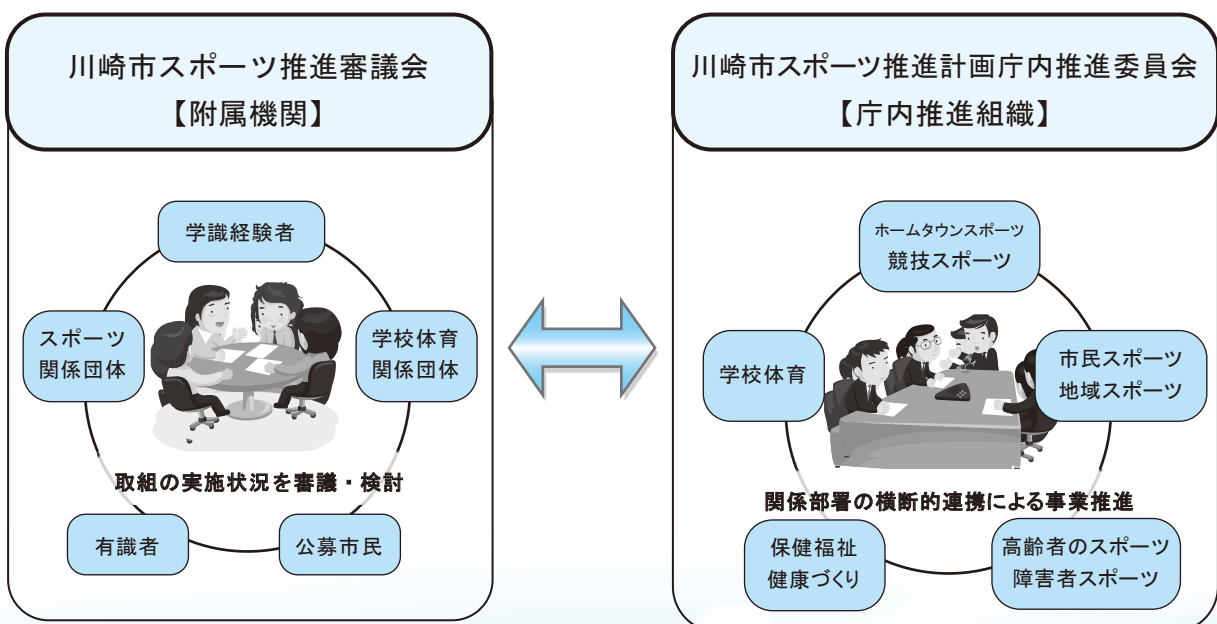 川崎市スポーツ推進審議会
【附属機関】
学識経験者
スポーツ
関係団体
学校体育
関係団体
取組の実施状況を審議・検討
有識者
公募市民
川崎市スポーツ推進計画庁内推進委員会
【庁内推進組織】
ホームタウンスポーツ
競技スポーツ
学校体育
市民スポーツ
地域スポーツ
関係部署の横断的連携による事業推進
保健福祉
健康づくり
高齢者のスポーツ
障害者スポーツ